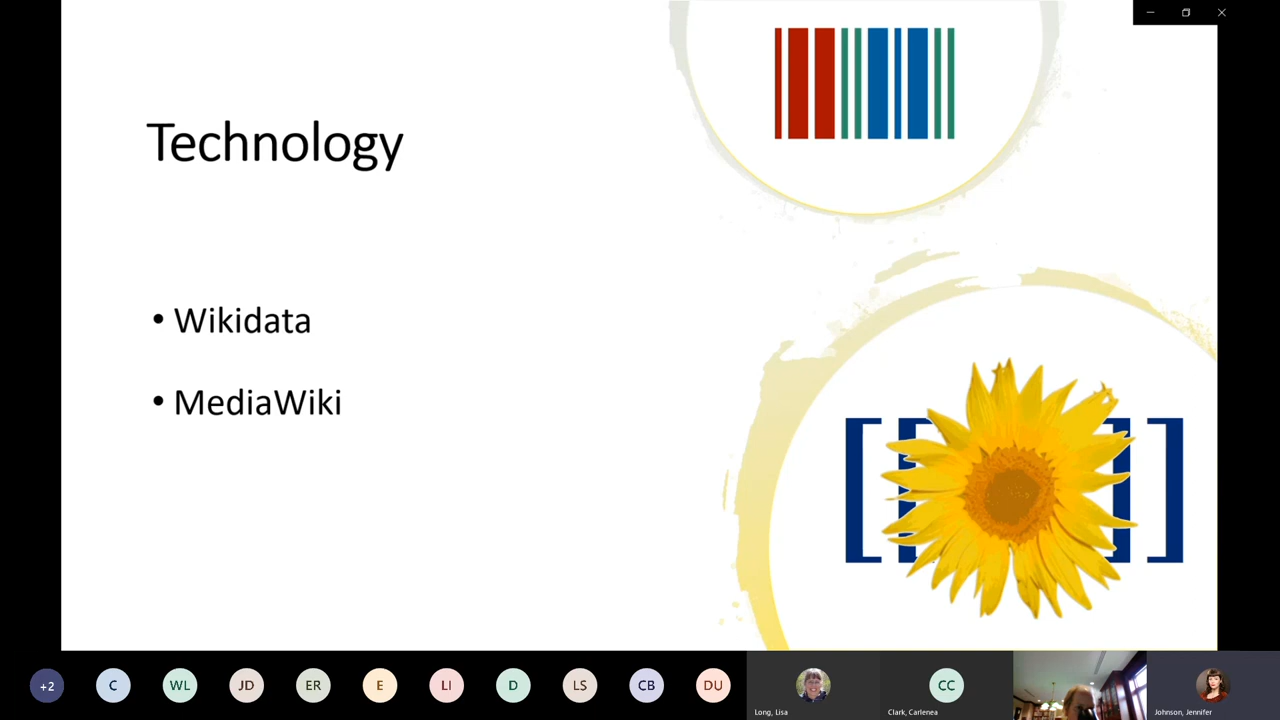 Technology
• Wikidata
• MediaWiki
[[ ]]
+2
C
WL
JD
ER
E
LI
D
LS
CB
DU
CC
Long, Lisa
Clark, Carlenea
Johnson, Jennifer